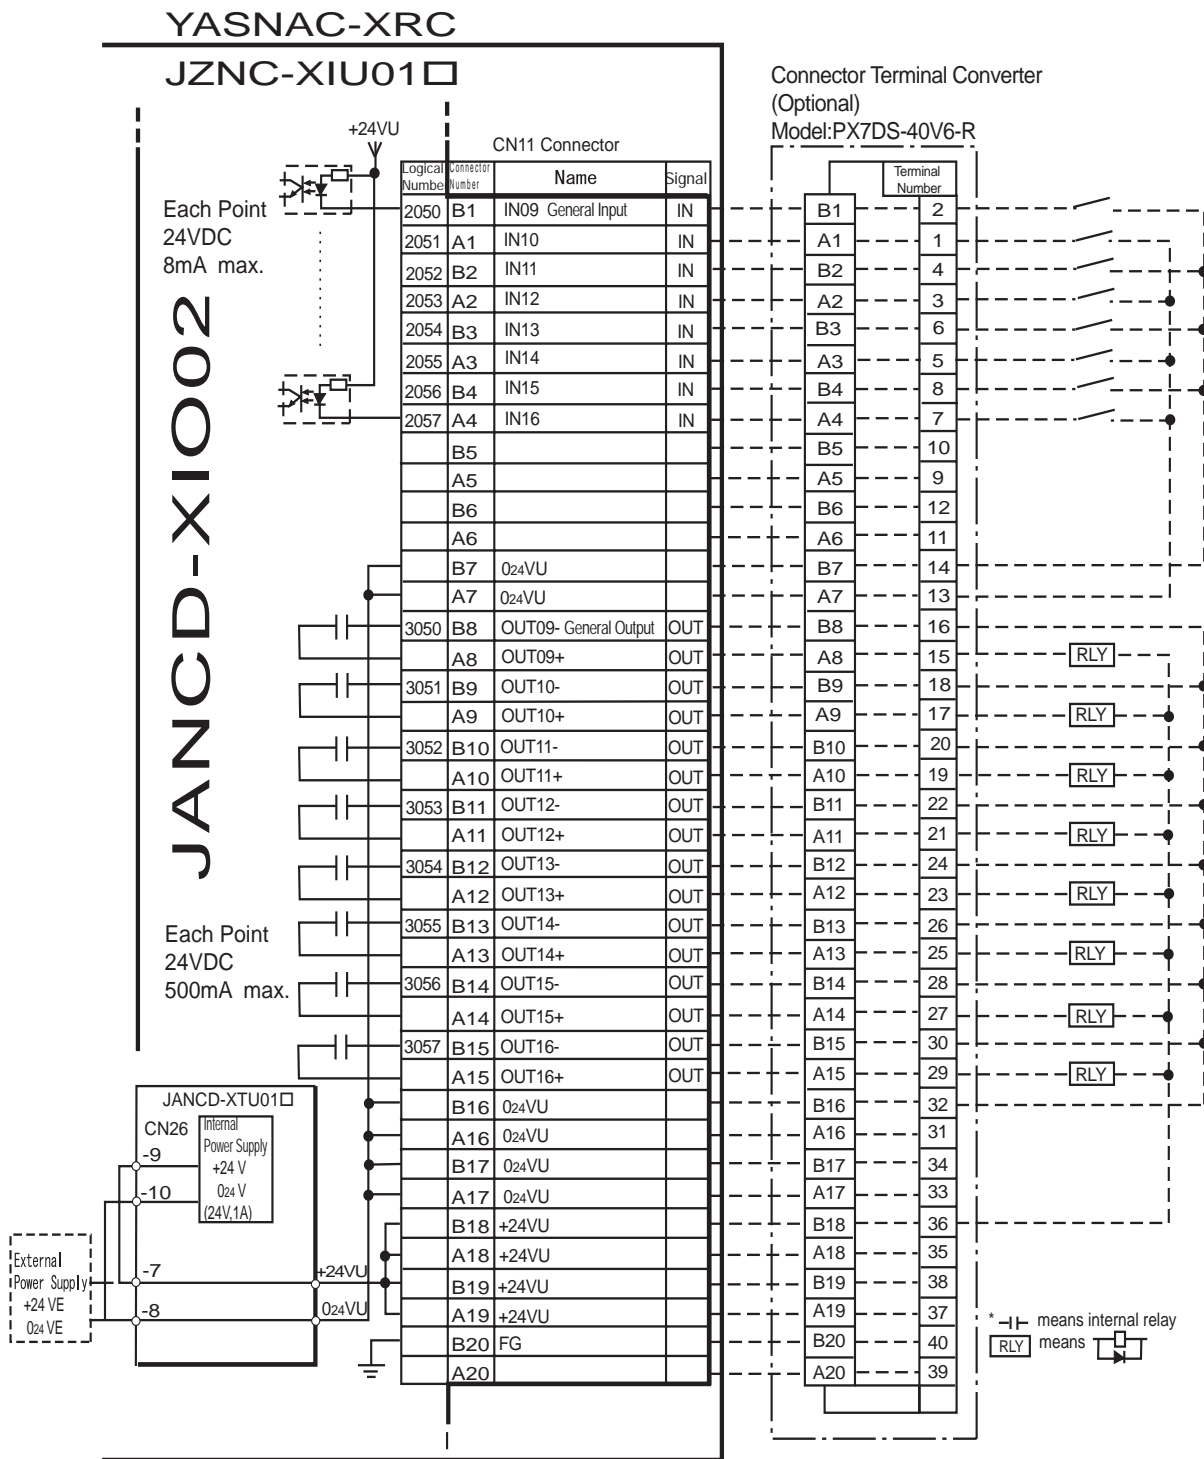 YASNAC-XRC
JZNC-XIU01□
Connector Terminal Converter
(Optional)
Model:PX7DS-40V6-R
+24VU
CN11 Connector
Logical Numbe Connector Number Name Signal
Terminal Number
Each Point
24VDC
8mA max.
JANCD-XIO02
2050 B1 IN09 General Input IN B1 2
2051 A1 IN10 IN A1 1
2052 B2 IN11 IN B2 4
2053 A2 IN12 IN A2 3
2054 B3 IN13 IN B3 6
2055 A3 IN14 IN A3 5
2056 B4 IN15 IN B4 8
2057 A4 IN16 IN A4 7
B5 B5 10
A5 A5 9
B6 B6 12
A6 A6 11
B7 024VU B7 14
A7 024VU A7 13
3050 B8 OUT09- General Output OUT B8 16
A8 OUT09+ OUT A8 15 RLY
3051 B9 OUT10- OUT B9 18
A9 OUT10+ OUT A9 17 RLY
3052 B10 OUT11- OUT B10 20
A10 OUT11+ OUT A10 19 RLY
3053 B11 OUT12- OUT B11 22
A11 OUT12+ OUT A11 21 RLY
3054 B12 OUT13- OUT B12 24
A12 OUT13+ OUT A12 23 RLY
3055 B13 OUT14- OUT B13 26
A13 OUT14+ OUT A13 25 RLY
3056 B14 OUT15- OUT B14 28
A14 OUT15+ OUT A14 27 RLY
3057 B15 OUT16- OUT B15 30
A15 OUT16+ OUT A15 29 RLY
B16 024VU B16 32
A16 024VU A16 31
B17 024VU B17 34
A17 024VU A17 33
B18 +24VU B18 36
A18 +24VU A18 35
B19 +24VU B19 38
A19 +24VU A19 37
B20 FG B20 40
A20 A20 39
Each Point
24VDC
500mA max.
JANCD-XTU01□
CN26
Internal
Power Supply
+24 V
024 V
(24V,1A)
-9
-10
-7
-8
+24VU
024VU
External
Power Supply
+24 VE
024 VE
* means internal relay
RLY means